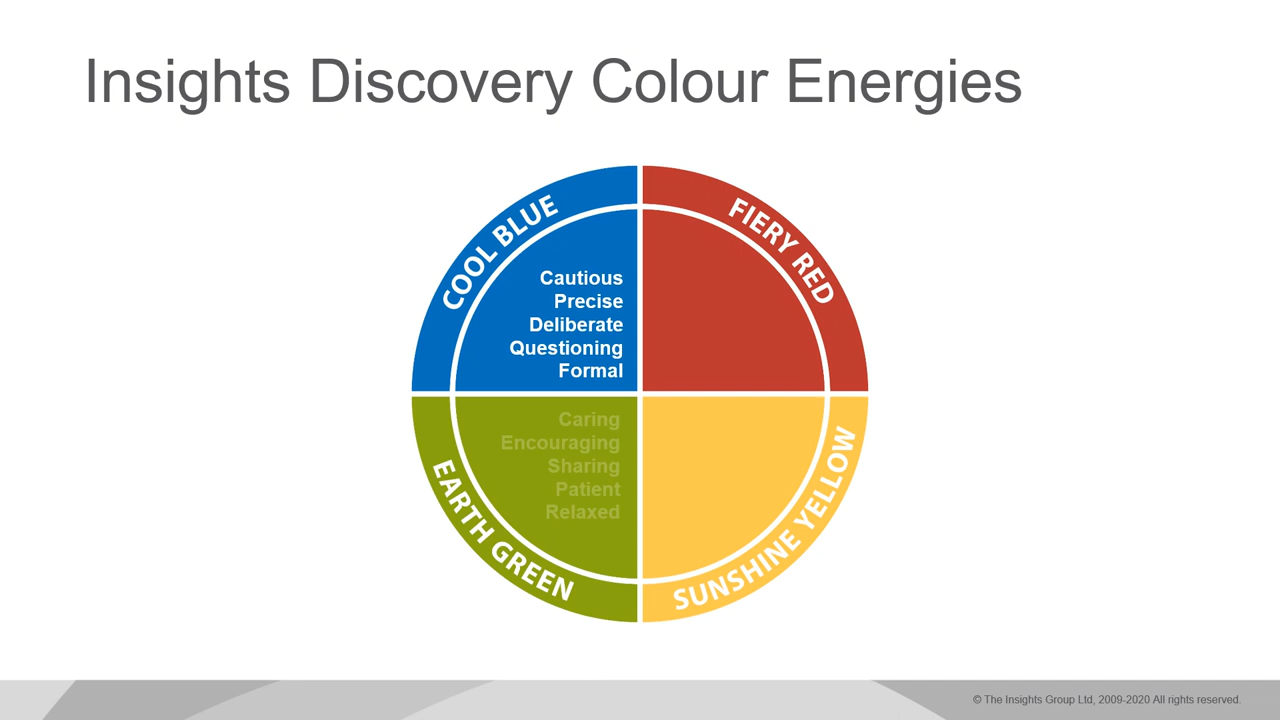 Insights Discovery Colour Energies
COOL BLUE
FIERY RED
Cautious
Precise
Deliberate
Questioning
Formal
Caring
Encouraging
Sharing
Patient
Relaxed
EARTH GREEN
SUNSHINE YELLOW
© The Insights Group Ltd, 2009-2020 All rights reserved.